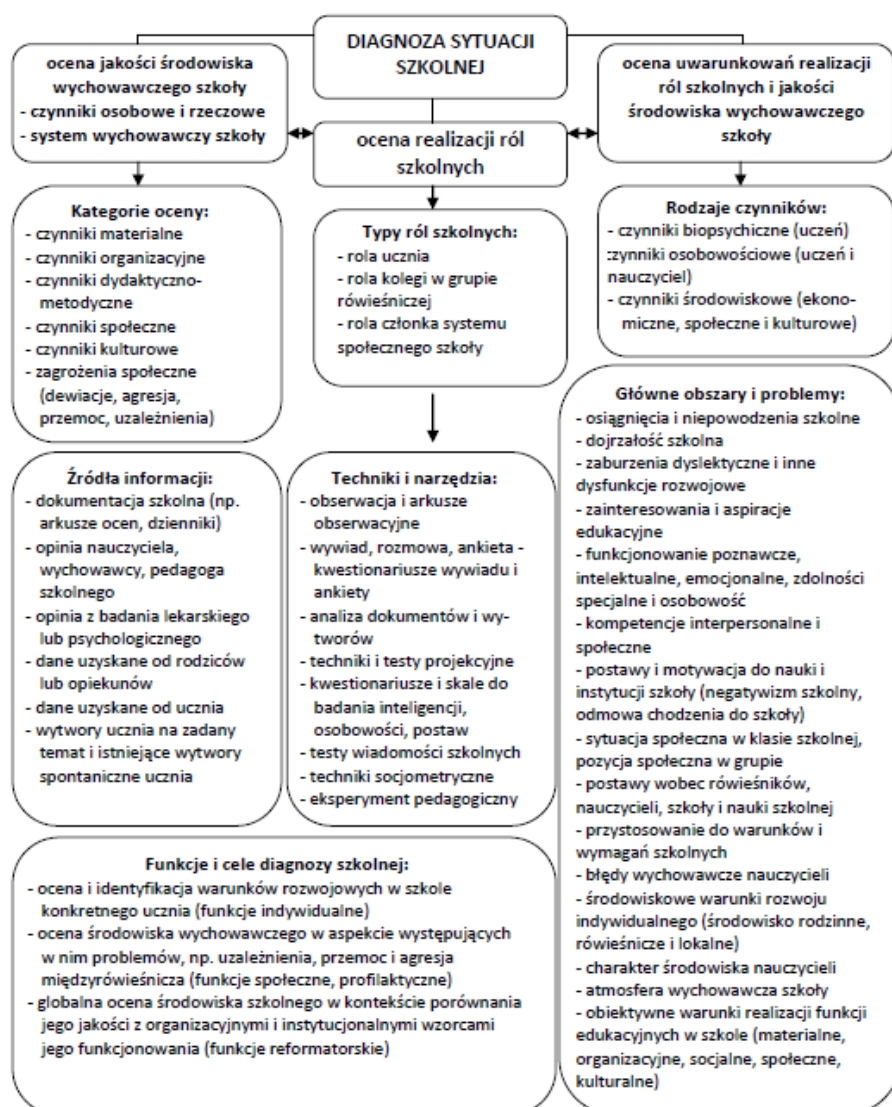 DIAGNOZA SYTUACJI
SZKOLNEJ
ocena jakości środowiska
wychowawczego szkoły
- czynniki osobowe i rzeczowe
- system wychowawczy szkoły
ocena realizacji ról
szkolnych
ocena uwarunkowań realizacji
ról szkolnych i jakości
środowiska wychowawczego
szkoły
Kategorie oceny:
- czynniki materialne
- czynniki organizacyjne
- czynniki dydaktyczno-
metodyczne
- czynniki społeczne
- czynniki kulturowe
- zagrożenia społeczne
(dewiacje, agresja,
przemoc, uzależnienia)
Typy ról szkolnych:
- rola ucznia
- rola kolegi w grupie
rówieśniczej
- rola członka systemu
społecznego szkoły
Rodzaje czynników:
- czynniki biopsychiczne (uczeń)
czynniki osobowościowe (uczeń i
nauczyciel)
- czynniki środowiskowe (ekono-
miczne, społeczne i kulturowe)
Źródła informacji:
- dokumentacja szkolna (np.
arkusze ocen, dzienniki)
- opinia nauczyciela,
wychowawcy, pedagoga
szkolnego
- opinia z badania lekarskiego
lub psychologicznego
- dane uzyskane od rodziców
lub opiekunów
- dane uzyskane od ucznia
- wytwory ucznia na zadany
temat i istniejące wytwory
spontaniczne ucznia
Techniki i narzędzia:
- obserwacja i arkusze
obserwacyjne
- wywiad, rozmowa, ankieta -
kwestionariusze wywiadu i
ankiety
- analiza dokumentów i wy-
tworów
- techniki i testy projekcyjne
- kwestionariusze i skale do
badania inteligencji,
osobowości, postaw
- testy wiadomości szkolnych
- techniki socjometryczne
- eksperyment pedagogiczny
Główne obszary i problemy:
- osiągnięcia i niepowodzenia szkolne
- dojrzałość szkolna
- zaburzenia dyslektyczne i inne
dysfunkcje rozwojowe
- zainteresowania i aspiracje
edukacyjne
- funkcjonowanie poznawcze,
intelektualne, emocjonalne, zdolności
specjalne i osobowość
- kompetencje interpersonalne i
społeczne
- postawy i motywacja do nauki i
instytucji szkoły (negatywizm szkolny,
odmowa chodzenia do szkoły)
- sytuacja społeczna w klasie szkolnej,
pozycja społeczna w grupie
- postawy wobec rówieśników,
nauczycieli, szkoły i nauki szkolnej
- przystosowanie do warunków i
wymagań szkolnych
- błędy wychowawcze nauczycieli
- środowiskowe warunki rozwoju
indywidualnego (środowisko rodzinne,
rówieśnicze i lokalne)
- charakter środowiska nauczycieli
- atmosfera wychowawcza szkoły
- obiektywne warunki realizacji funkcji
edukacyjnych w szkole (materialne,
organizacyjne, socjalne, społeczne,
kulturalne)
Funkcje i cele diagnozy szkolnej:
- ocena i identyfikacja warunków rozwojowych w szkole
konkretnego ucznia (funkcje indywidualne)
- ocena środowiska wychowawczego w aspekcie występujących
w nim problemów, np. uzależnienia, przemoc i agresja
międzyrówieśnicza (funkcje społeczne, profilaktyczne)
- globalna ocena środowiska szkolnego w kontekście porównania
jego jakości z organizacyjnymi i instytucjonalnymi wzorcami
jego funkcjonowania (funkcje reformatorskie)